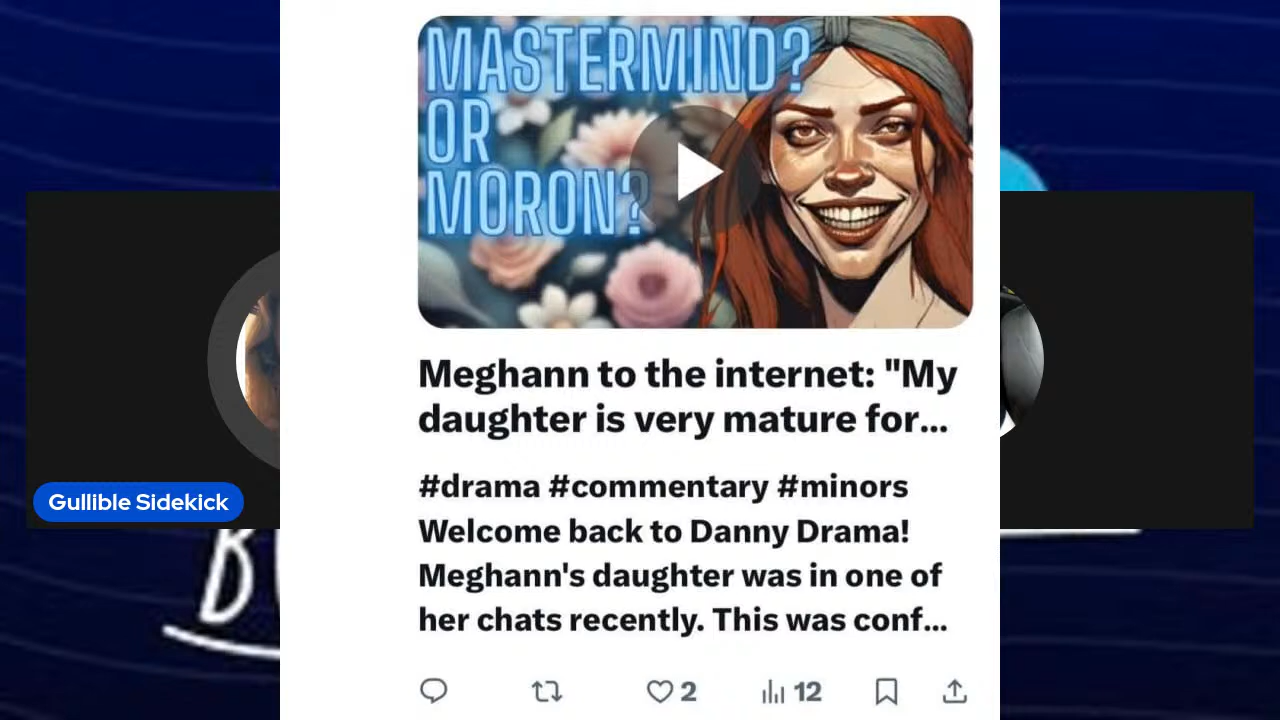 MASTERMIND?
OR
MORON?
Meghann to the internet: "My
daughter is very mature for...
#drama #commentary #minors
Welcome back to Danny Drama!
Meghann's daughter was in one of
her chats recently. This was conf...
2
12
Gullible Sidekick